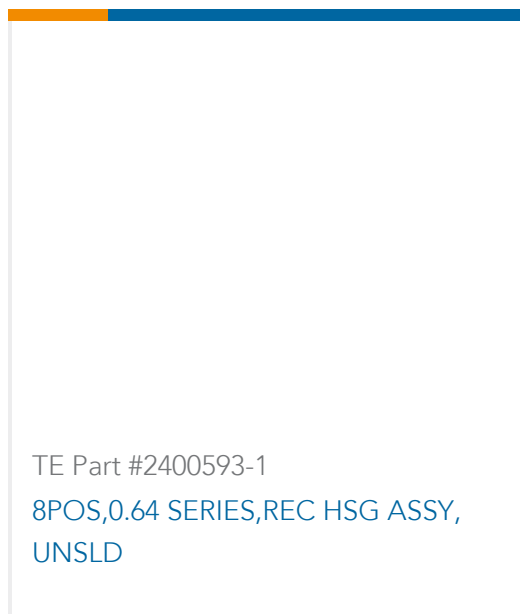 TE Part #2400593-1
8POS,0.64 SERIES,REC HSG ASSY,
UNSLD